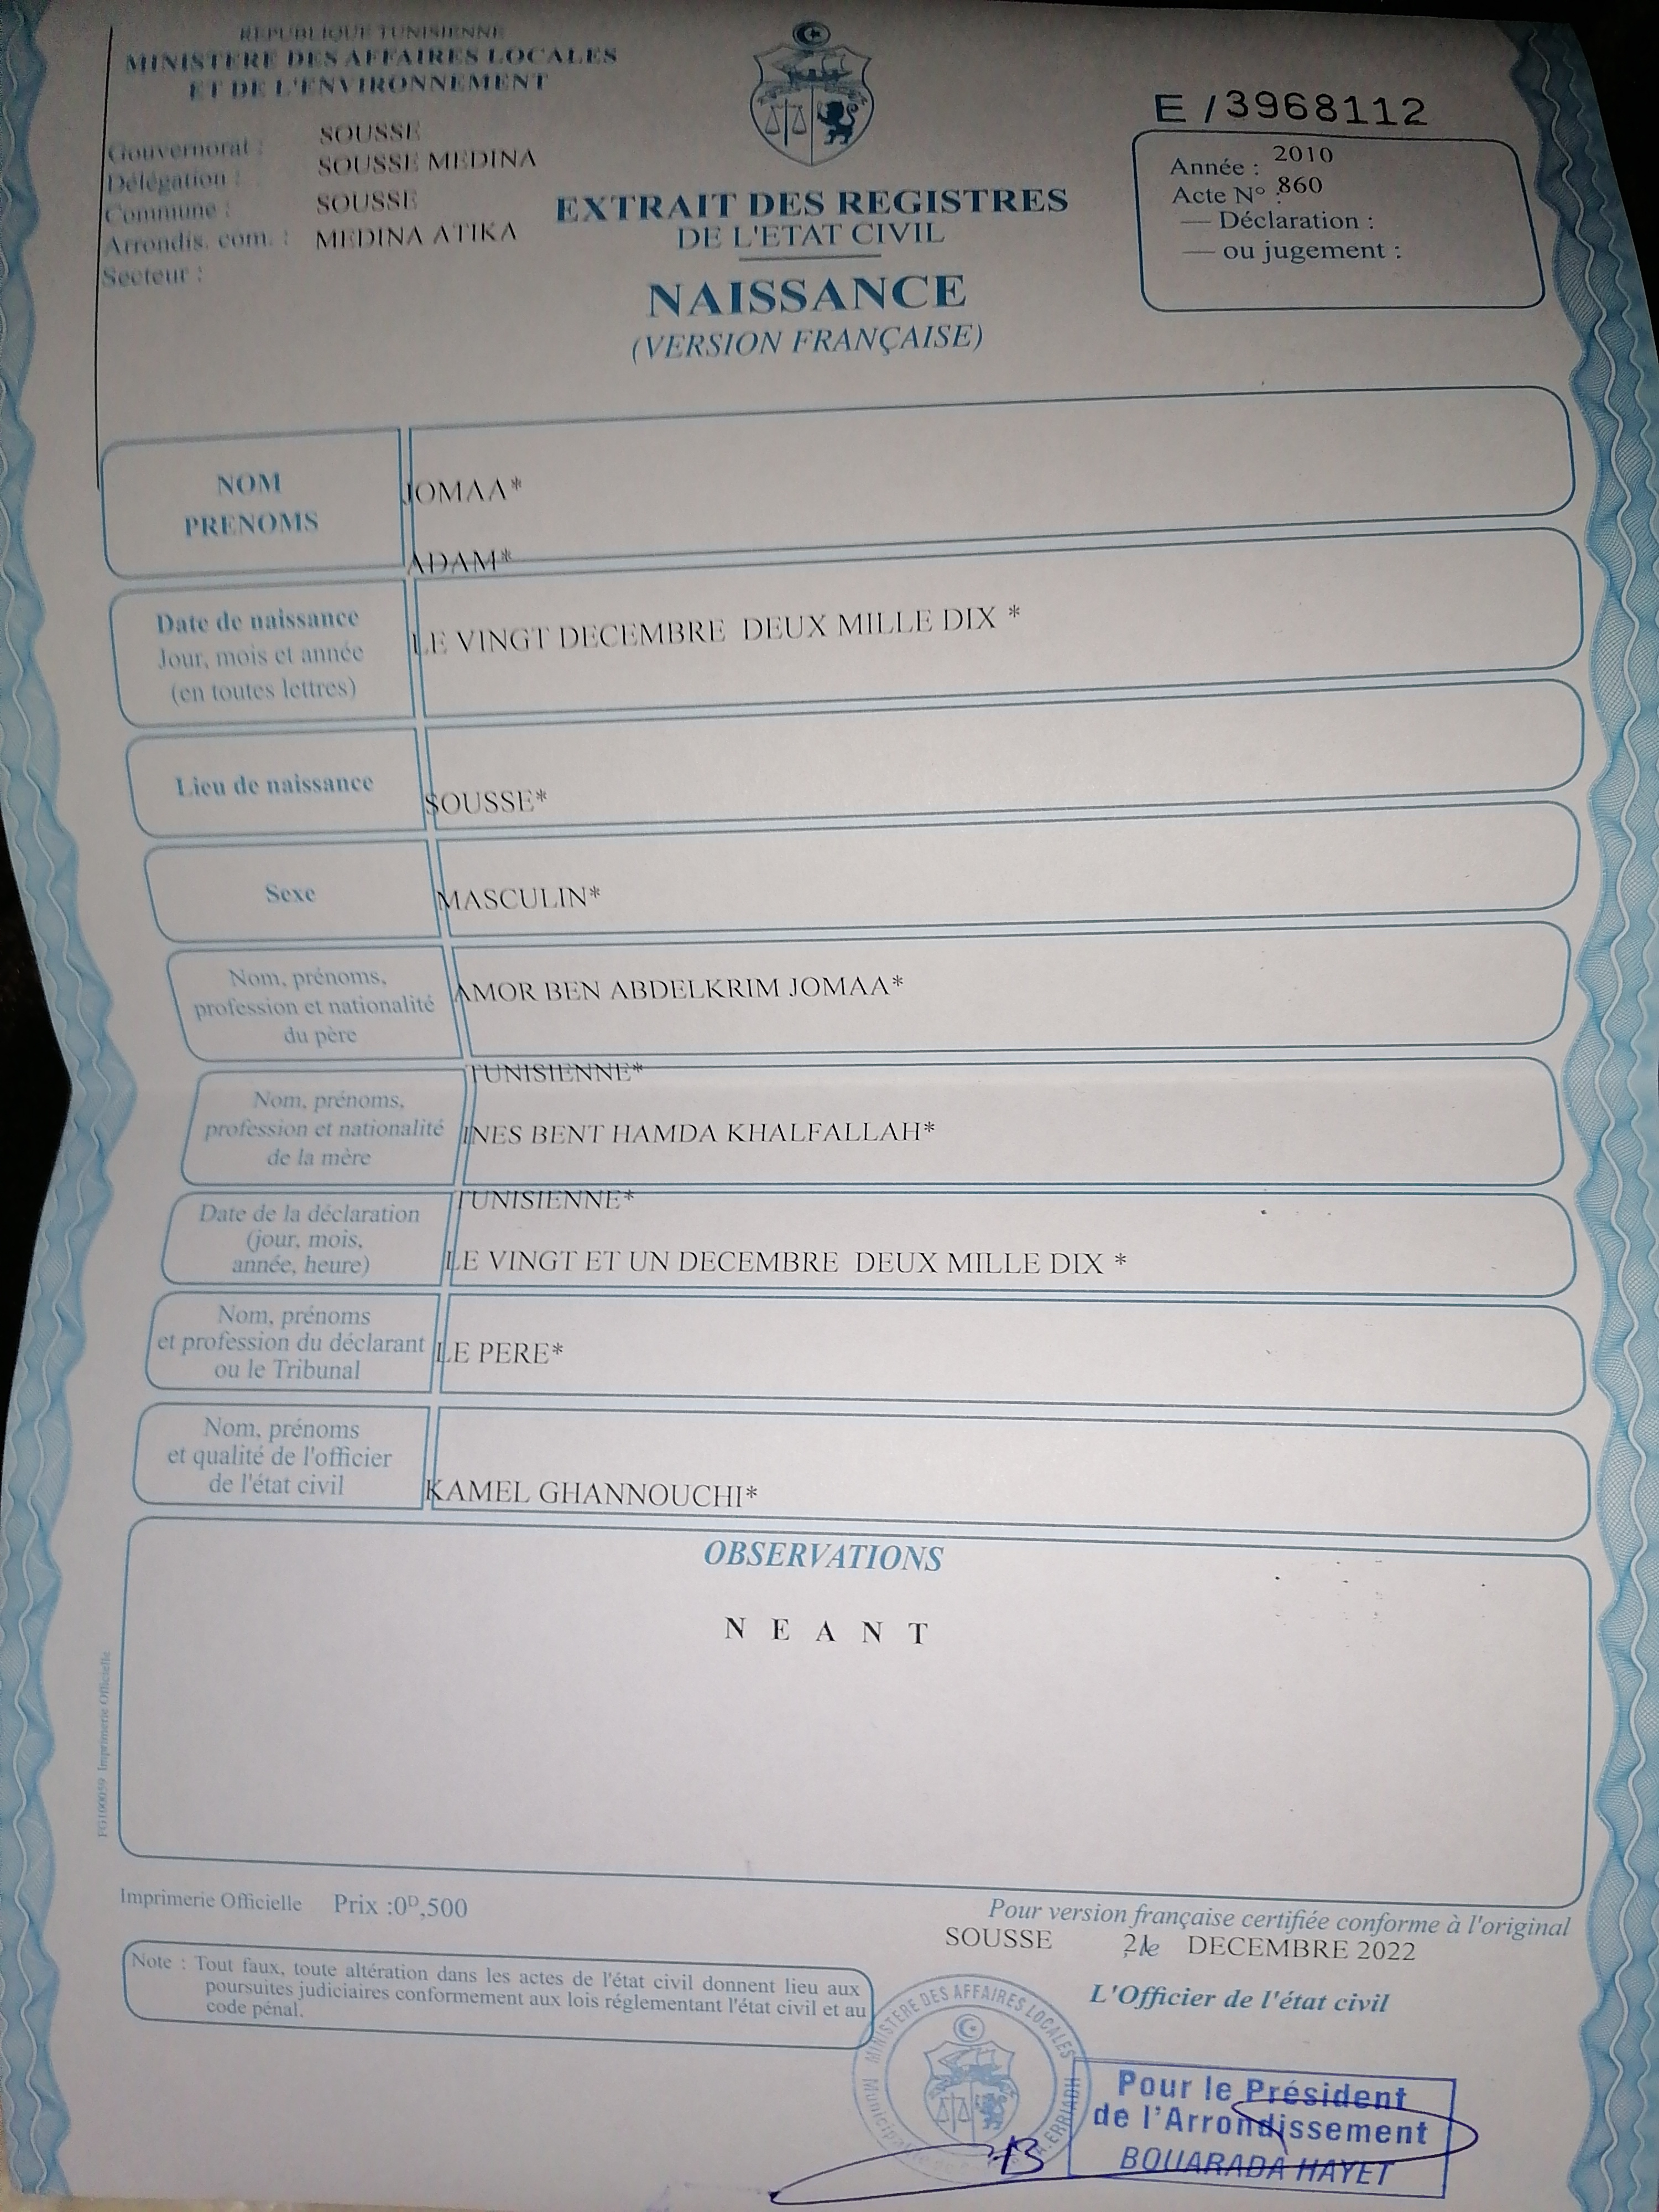 REPUBLIQUE TUNISIENNE
MINISTERE DES AFFAIRES LOCALES
ET DE L'ENVIRONNEMENT
Gouvernorat : SOUSSE
Délégation : SOUSSE MEDINA
Commune : SOUSSE
Arrondis. com. : MEDINA ATIKA
Secteur :
EXTRAIT DES REGISTRES
DE L'ETAT CIVIL
NAISSANCE
(VERSION FRANÇAISE)
E / 3968112
Année : 2010
Acte N° : 860
— Déclaration :
— ou jugement :
NOM
PRENOMS
JOMAA*
ADAM*
Date de naissance
Jour, mois et année
(en toutes lettres)
LE VINGT DECEMBRE DEUX MILLE DIX *
Lieu de naissance
SOUSSE*
Sexe
MASCULIN*
Nom, prénoms,
profession et nationalité
du père
AMOR BEN ABDELKRIM JOMAA*
TUNISIENNE*
Nom, prénoms,
profession et nationalité
de la mère
INES BENT HAMDA KHALFALLAH*
TUNISIENNE*
Date de la déclaration
(jour, mois,
année, heure)
LE VINGT ET UN DECEMBRE DEUX MILLE DIX *
Nom, prénoms
et profession du déclarant
ou le Tribunal
LE PERE*
Nom, prénoms
et qualité de l'officier
de l'état civil
KAMEL GHANNOUCHI*
OBSERVATIONS
N E A N T
FG100059 Imprimerie Officielle
Imprimerie Officielle Prix :0D,500
Pour version française certifiée conforme à l'original
SOUSSE , le 21 DECEMBRE 2022
L'Officier de l'état civil
Note : Tout faux, toute altération dans les actes de l'état civil donnent lieu aux
poursuites judiciaires conformement aux lois réglementant l'état civil et au
code pénal.
MINISTERE DES AFFAIRES LOCALES
ERRIADH
Pour le Président
de l'Arrondissement
BOUARADA HAYET